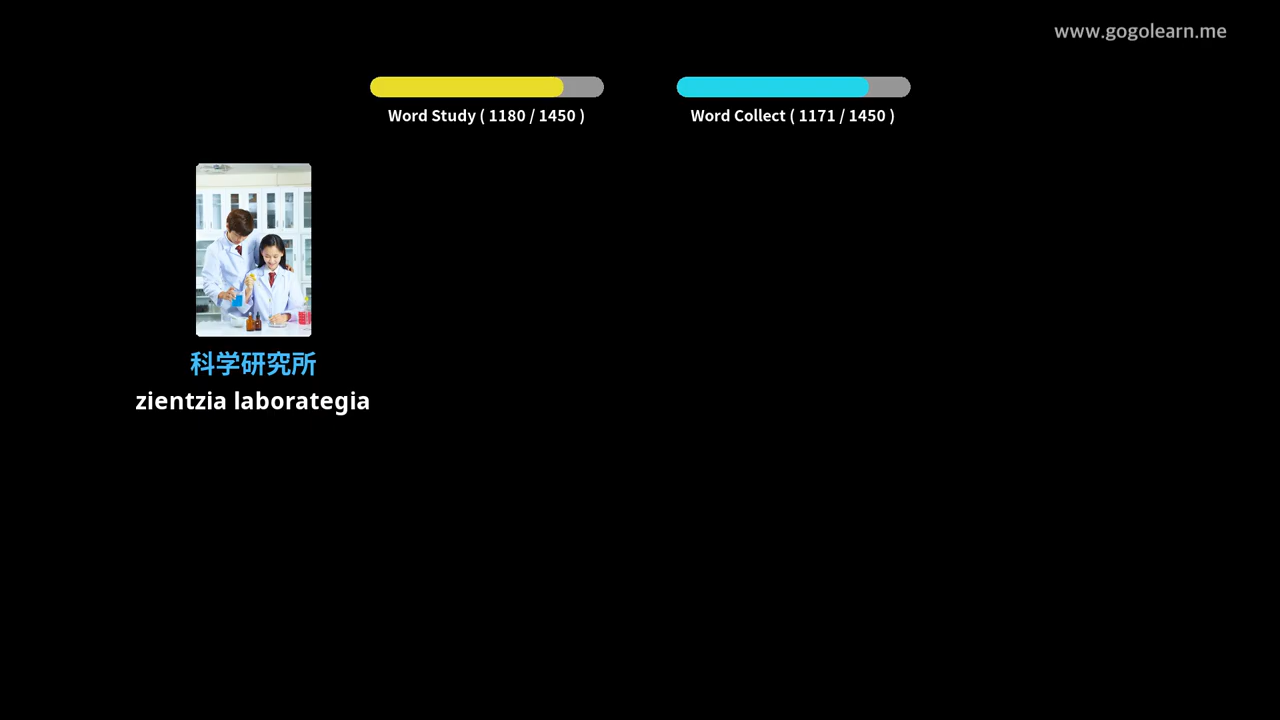 www.gogolearn.me
Word Study ( 1180 / 1450 )
Word Collect ( 1171 / 1450 )
科学研究所
zientzia laborategia